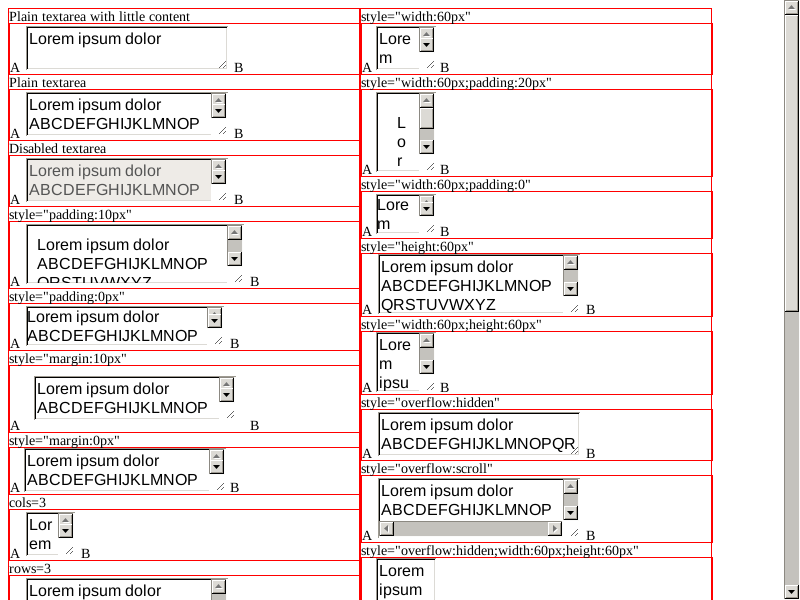 Plain textarea with little content
Lorem ipsum dolor
A B
Plain textarea
Lorem ipsum dolor
ABCDEFGHIJKLMNOP
A B
Disabled textarea
Lorem ipsum dolor
ABCDEFGHIJKLMNOP
A B
style="padding:10px"
Lorem ipsum dolor
ABCDEFGHIJKLMNOP
QRSTUVWXYZ
A B
style="padding:0px"
Lorem ipsum dolor
ABCDEFGHIJKLMNOP
A B
style="margin:10px"
Lorem ipsum dolor
ABCDEFGHIJKLMNOP
A B
style="margin:0px"
Lorem ipsum dolor
ABCDEFGHIJKLMNOP
A B
cols=3
Lor
em
A B
rows=3
Lorem ipsum dolor
style="width:60px"
Lore
m
A B
style="width:60px;padding:20px"
L
o
r
A B
style="width:60px;padding:0"
Lore
m
A B
style="height:60px"
Lorem ipsum dolor
ABCDEFGHIJKLMNOP
QRSTUVWXYZ
A B
style="width:60px;height:60px"
Lore
m
ipsu
A B
style="overflow:hidden"
Lorem ipsum dolor
ABCDEFGHIJKLMNOPQR
A B
style="overflow:scroll"
Lorem ipsum dolor
ABCDEFGHIJKLMNOP
A B
style="overflow:hidden;width:60px;height:60px"
Lorem
ipsum